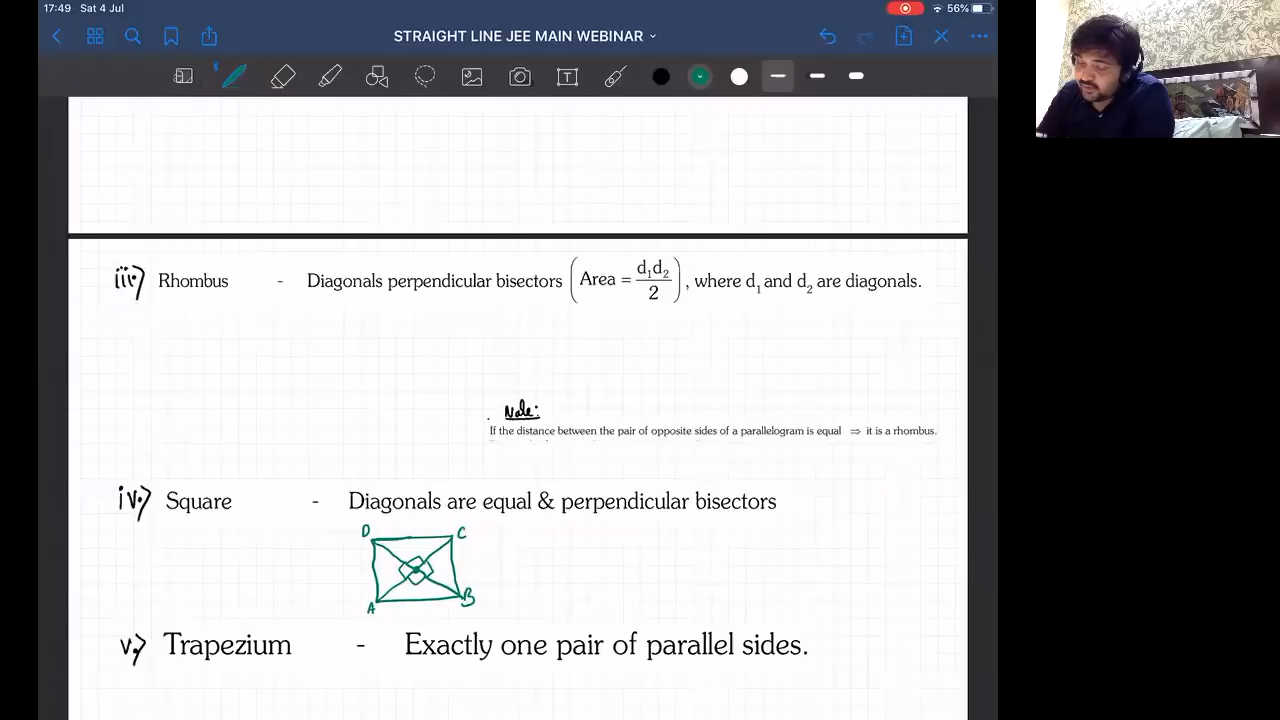 17:49 Sat 4 Jul 56%
STRAIGHT LINE JEE MAIN WEBINAR
T
iii) Rhombus - Diagonals perpendicular bisectors (Area = d₁d₂/2), where d₁ and d₂ are diagonals.
Note:
If the distance between the pair of opposite sides of a parallelogram is equal ⇒ it is a rhombus.
iv) Square - Diagonals are equal & perpendicular bisectors
D C
A B
v) Trapezium - Exactly one pair of parallel sides.